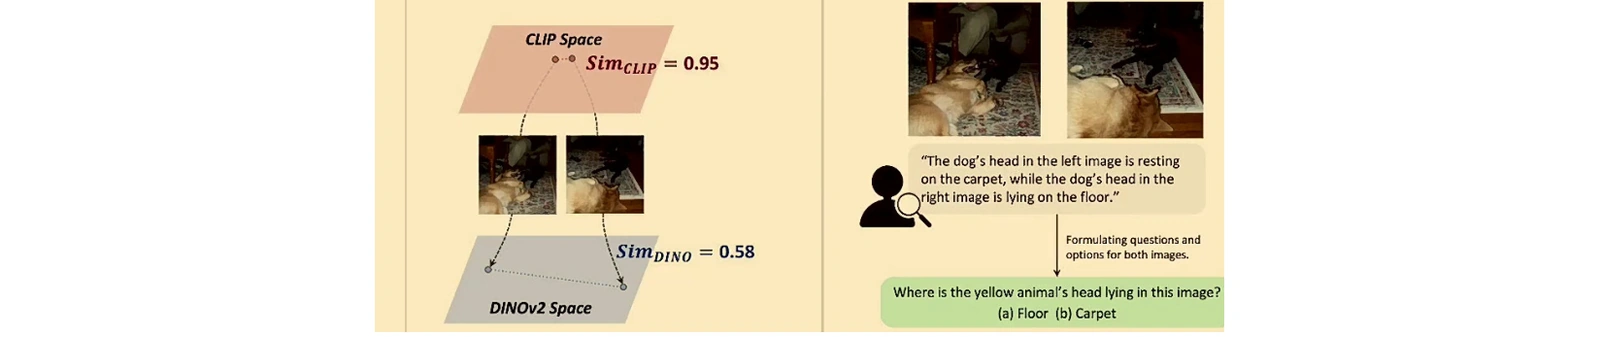 CLIP Space
Sim_CLIP = 0.95
Sim_DINO = 0.58
DINOv2 Space
“The dog’s head in the left image is resting
on the carpet, while the dog’s head in the
right image is lying on the floor.”
Formulating questions and
options for both images.
Where is the yellow animal’s head lying in this image?
(a) Floor (b) Carpet